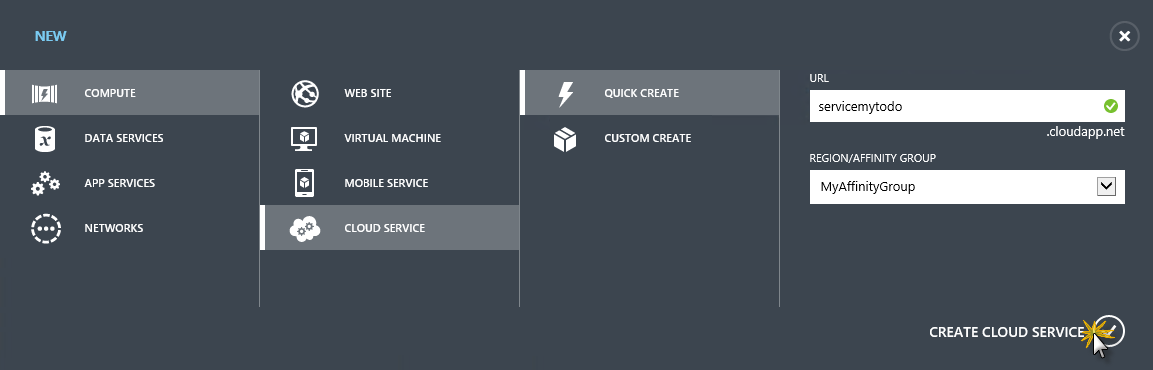 NEW
COMPUTE
DATA SERVICES
APP SERVICES
NETWORKS
WEB SITE
VIRTUAL MACHINE
MOBILE SERVICE
CLOUD SERVICE
QUICK CREATE
CUSTOM CREATE
URL
servicemytodo
.cloudapp.net
REGION/AFFINITY GROUP
MyAffinityGroup
CREATE CLOUD SERVICE